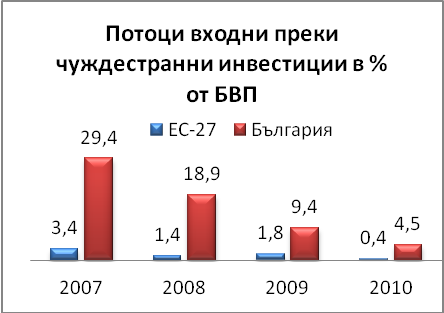 Потоци входни преки
чуждестранни инвестиции в %
от БВП
ЕС-27 България
29,4
18,9
9,4
4,5
3,4
1,4
1,8
0,4
2007 2008 2009 2010